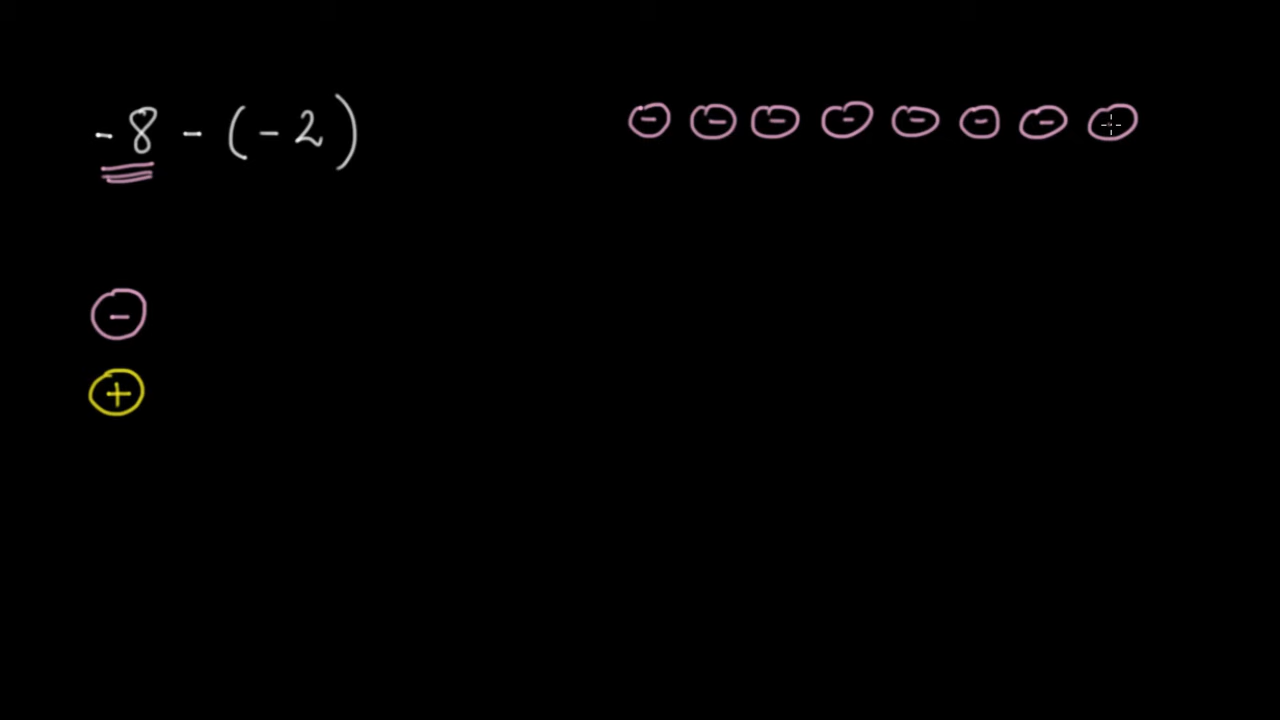 -8 - (-2)
- - - - - - -
-
+